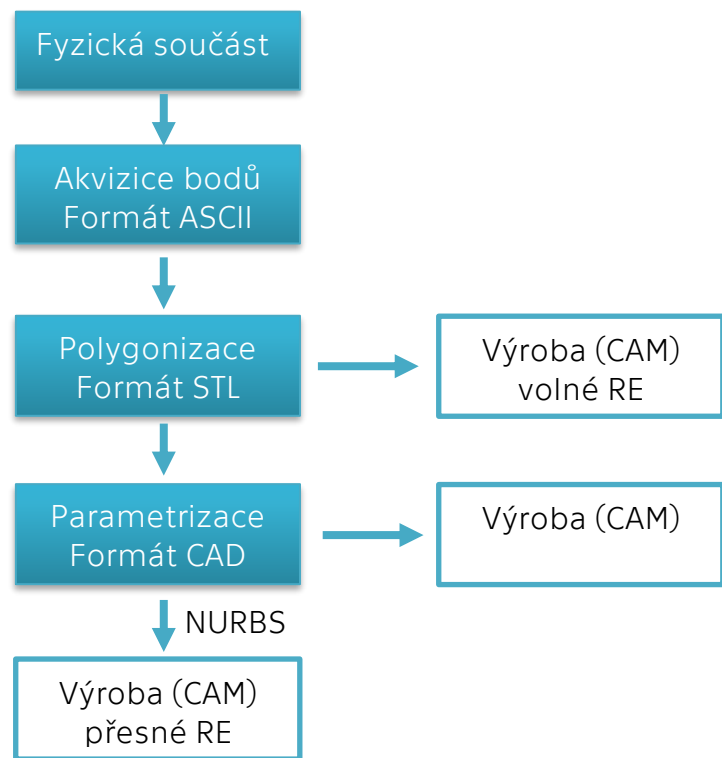 Fyzická součást
Akvizice bodů
Formát ASCII
Polygonizace
Formát STL
Výroba (CAM)
volné RE
Parametrizace
Formát CAD
Výroba (CAM)
NURBS
Výroba (CAM)
přesné RE